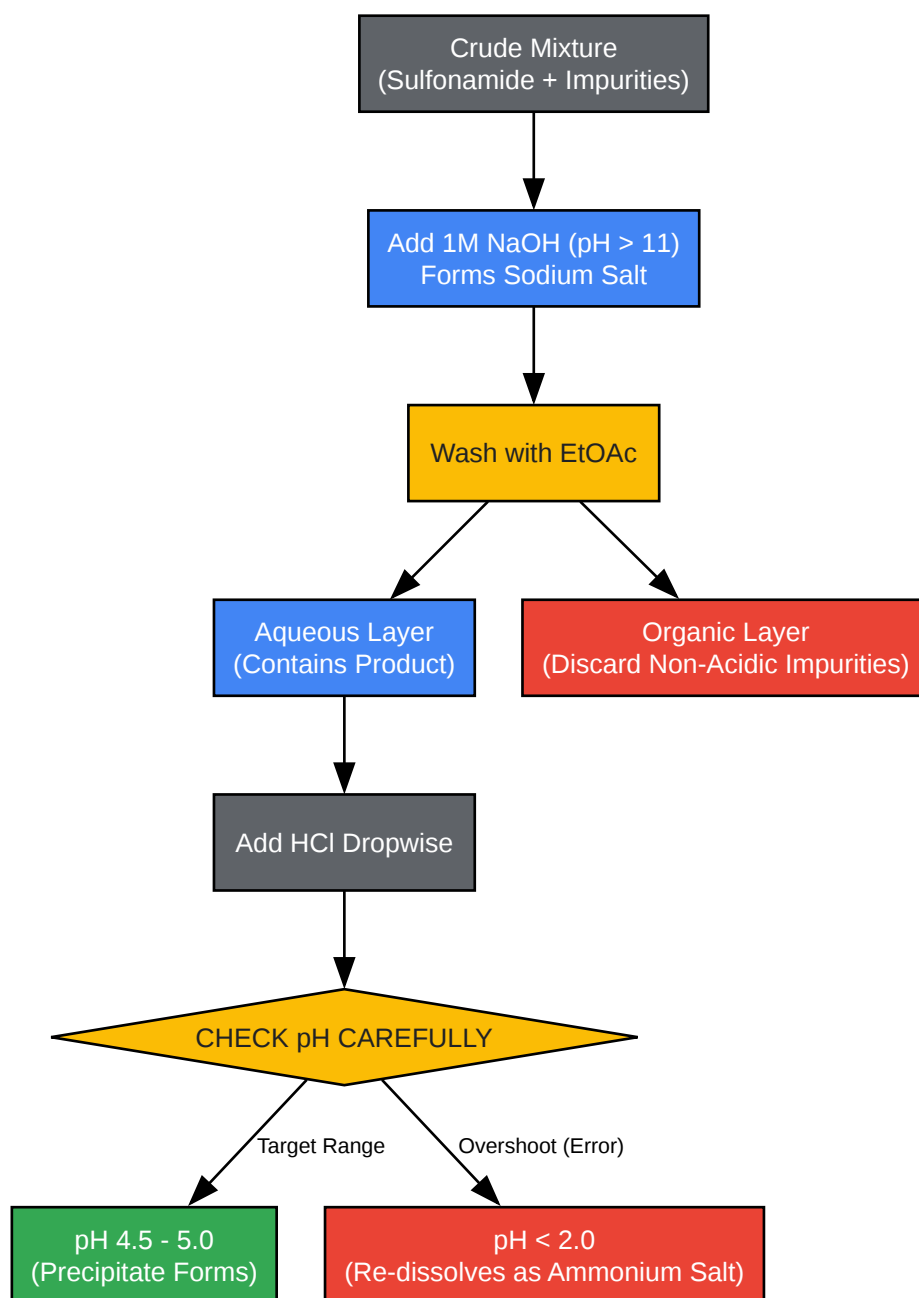 Crude Mixture
(Sulfonamide + Impurities)
Add 1M NaOH (pH > 11)
Forms Sodium Salt
Wash with EtOAc
Aqueous Layer
(Contains Product)
Organic Layer
(Discard Non-Acidic Impurities)
Add HCl Dropwise
CHECK pH CAREFULLY
Target Range
Overshoot (Error)
pH 4.5 - 5.0
(Precipitate Forms)
pH < 2.0
(Re-dissolves as Ammonium Salt)